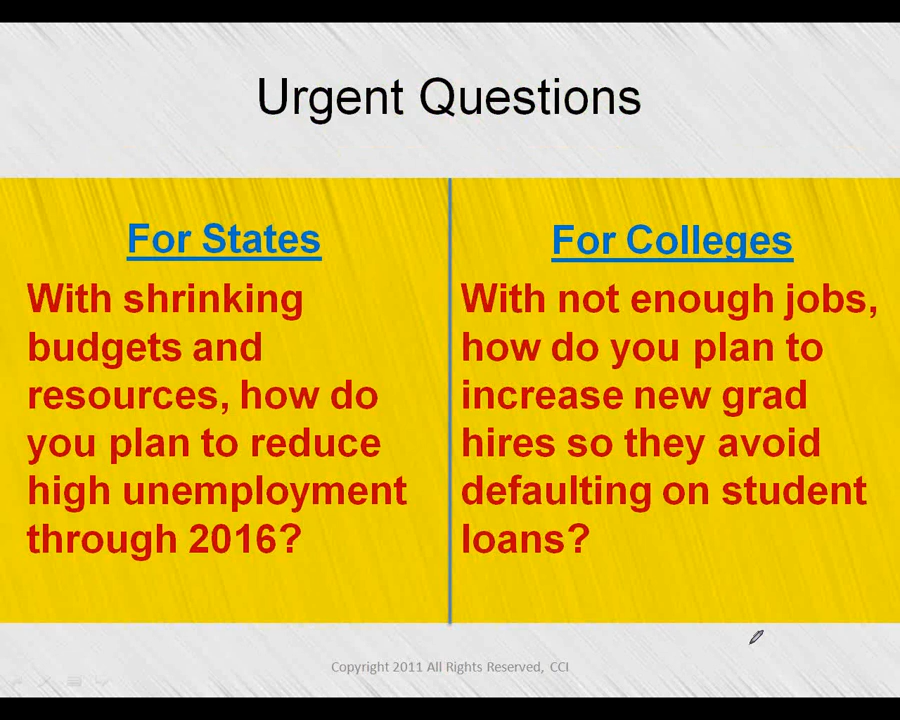 Urgent Questions
For States
With shrinking
budgets and
resources, how do
you plan to reduce
high unemployment
through 2016?
For Colleges
With not enough jobs,
how do you plan to
increase new grad
hires so they avoid
defaulting on student
loans?
Copyright 2011 All Rights Reserved, CCI